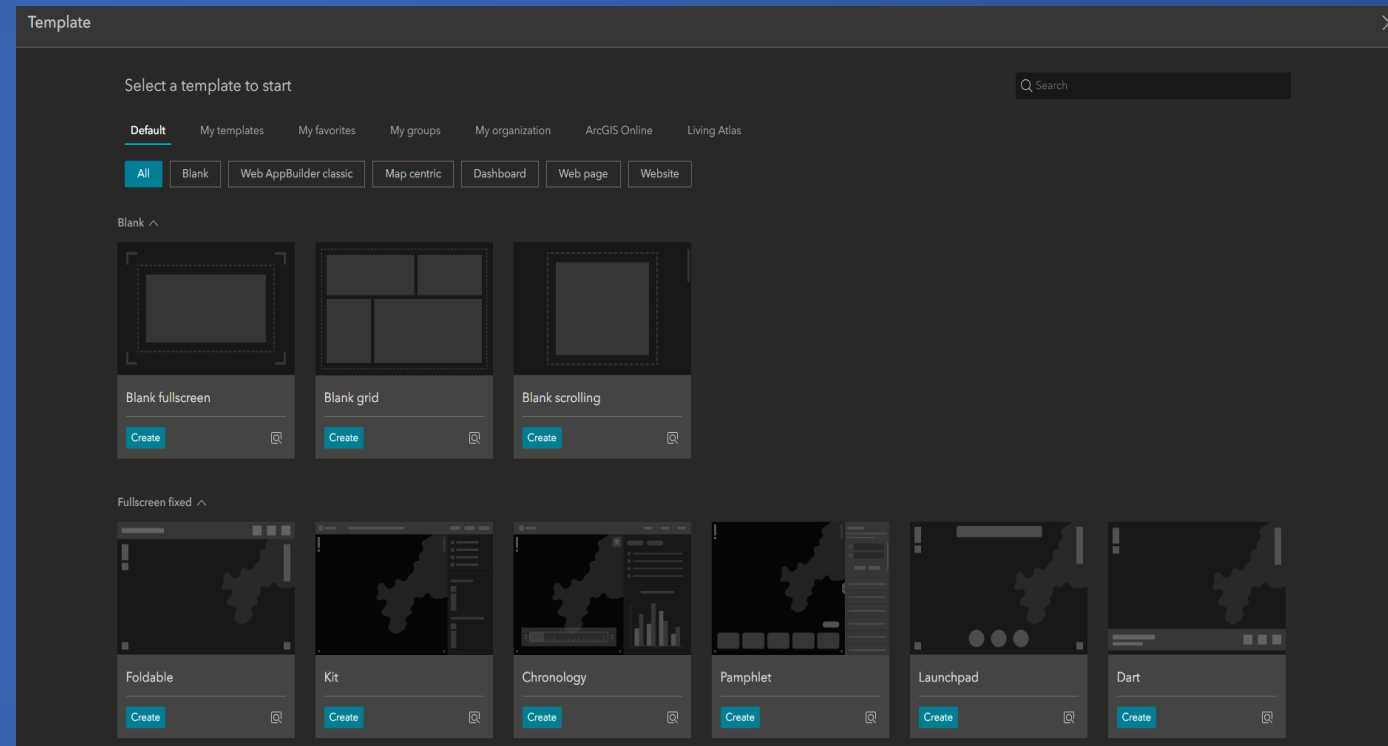 Template
Select a template to start
Search
Default My templates My favorites My groups My organization ArcGIS Online Living Atlas
All Blank Web AppBuilder classic Map centric Dashboard Web page Website
Blank
Blank fullscreen Blank grid Blank scrolling
Create Create Create
Fullscreen fixed
Foldable Kit Chronology Pamphlet Launchpad Dart
Create Create Create Create Create Create